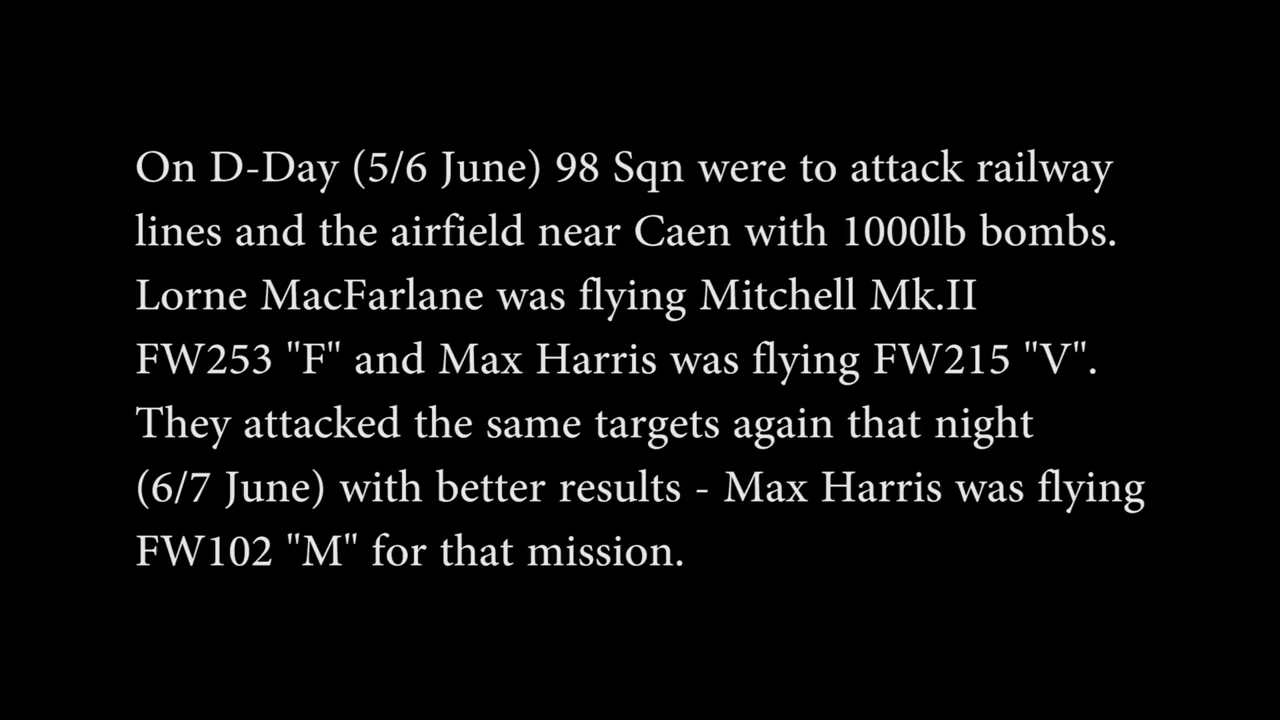 On D-Day (5/6 June) 98 Sqn were to attack railway
lines and the airfield near Caen with 1000lb bombs.
Lorne MacFarlane was flying Mitchell Mk.II
FW253 "F" and Max Harris was flying FW215 "V".
They attacked the same targets again that night
(6/7 June) with better results - Max Harris was flying
FW102 "M" for that mission.